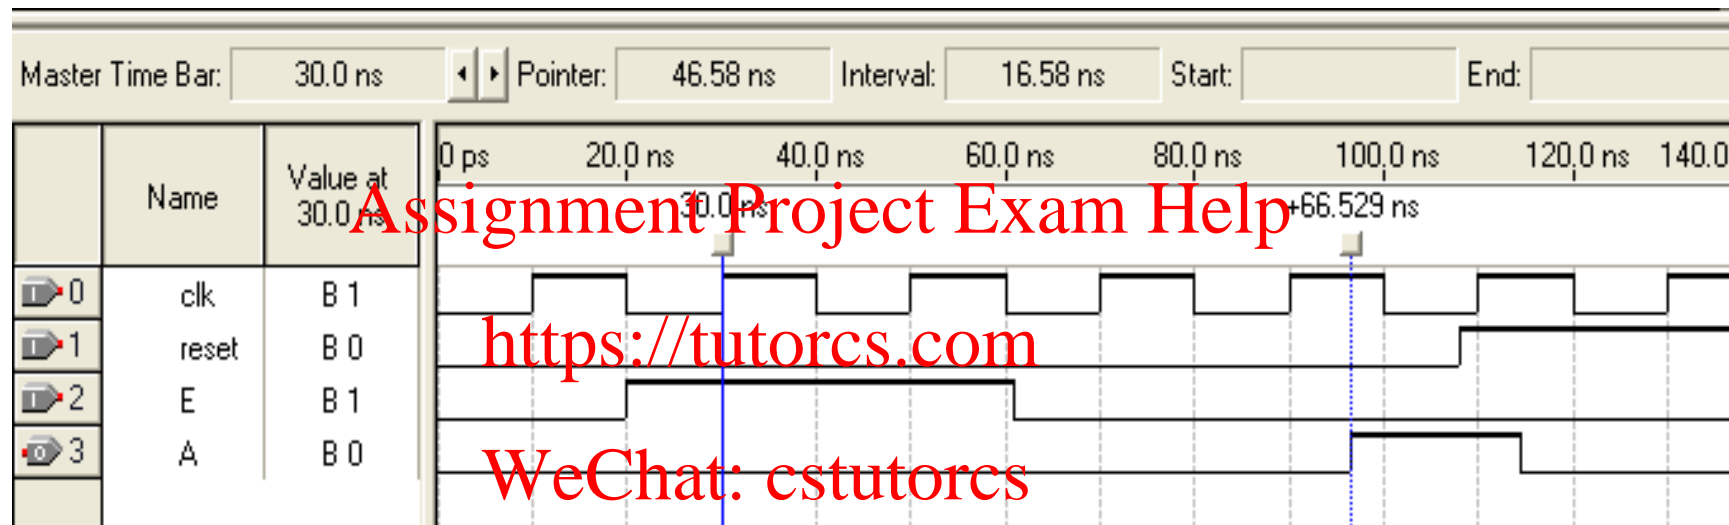 Master Time Bar: 30.0 ns Pointer: 46.58 ns Interval: 16.58 ns Start: End:
Name Value at 30.0 ns
0 ps 20.0 ns 40.0 ns 60.0 ns 80.0 ns 100.0 ns 120.0 ns 140.0
30.0 ns +66.529 ns
Assignment Project Exam Help
0 clk B 1
1 reset B 0
https://tutorcs.com
2 E B 1
3 A B 0
WeChat: cstutorcs